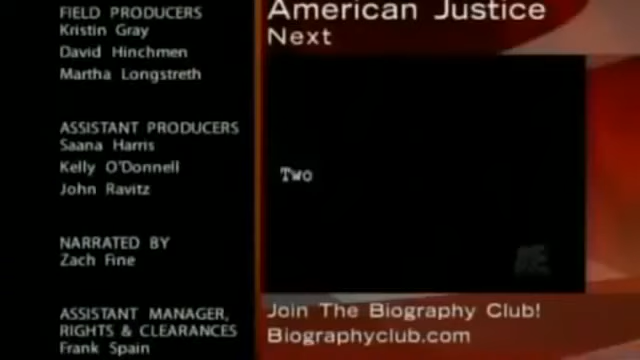 FIELD PRODUCERS
Kristin Gray
David Hinchmen
Martha Longstreth
ASSISTANT PRODUCERS
Saana Harris
Kelly O'Donnell
John Ravitz
NARRATED BY
Zach Fine
ASSISTANT MANAGER,
RIGHTS & CLEARANCES
Frank Spain
American Justice
Next
Two
A&E
Join The Biography Club!
Biographyclub.com